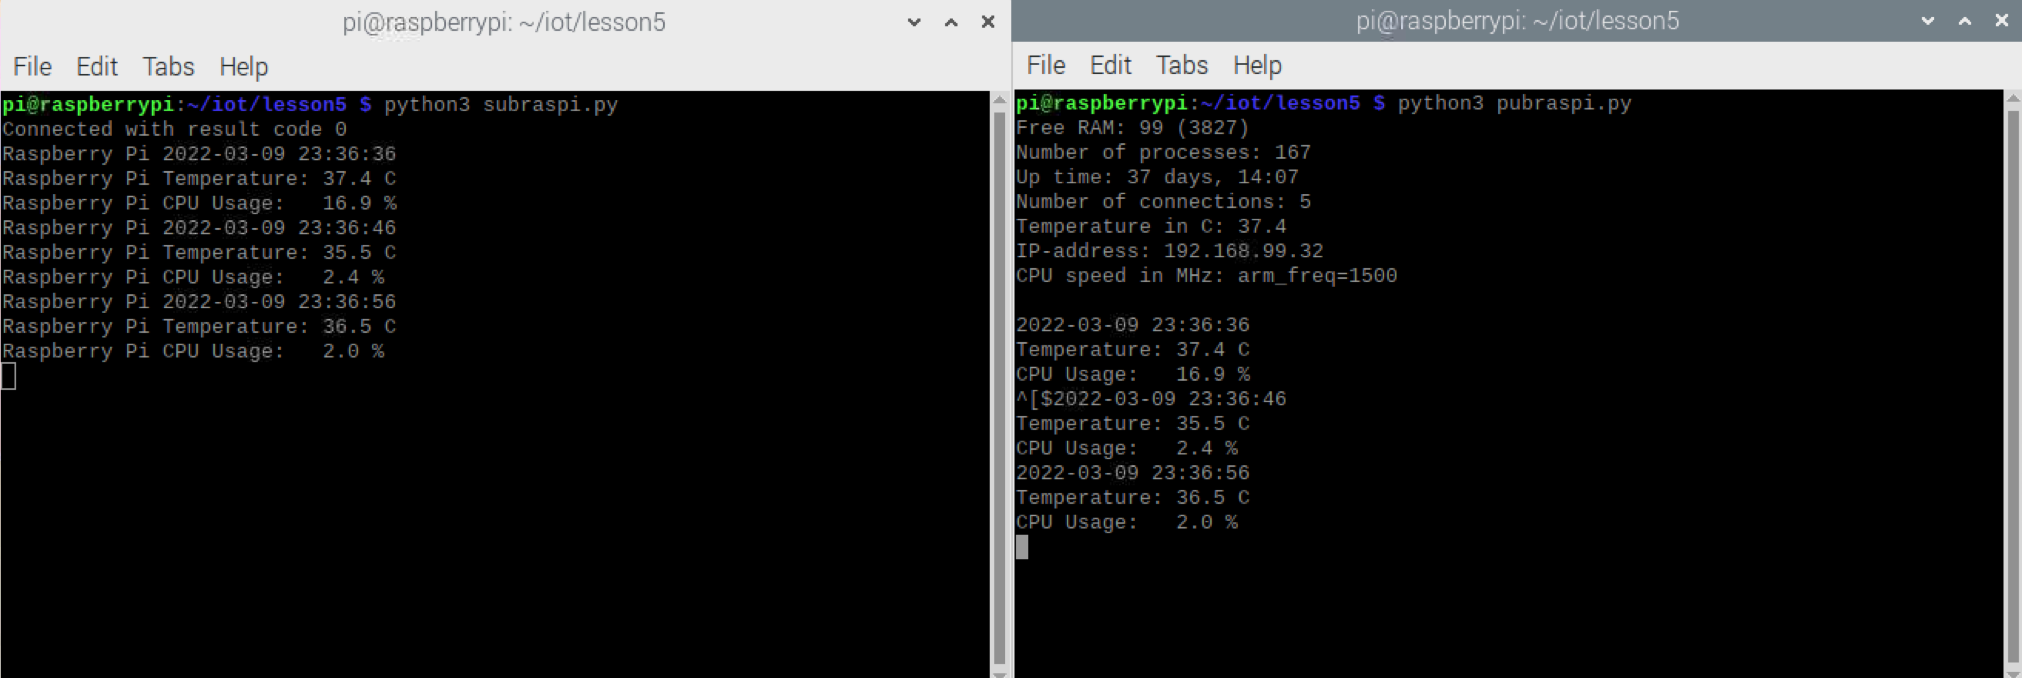 pi@raspberrypi: ~/iot/lesson5
File Edit Tabs Help
pi@raspberrypi:~/iot/lesson5 $ python3 subraspi.py
Connected with result code 0
Raspberry Pi 2022-03-09 23:36:36
Raspberry Pi Temperature: 37.4 C
Raspberry Pi CPU Usage:   16.9 %
Raspberry Pi 2022-03-09 23:36:46
Raspberry Pi Temperature: 35.5 C
Raspberry Pi CPU Usage:   2.4 %
Raspberry Pi 2022-03-09 23:36:56
Raspberry Pi Temperature: 36.5 C
Raspberry Pi CPU Usage:   2.0 %
pi@raspberrypi: ~/iot/lesson5
File Edit Tabs Help
pi@raspberrypi:~/iot/lesson5 $ python3 pubraspi.py
Free RAM: 99 (3827)
Number of processes: 167
Up time: 37 days, 14:07
Number of connections: 5
Temperature in C: 37.4
IP-address: 192.168.99.32
CPU speed in MHz: arm_freq=1500
2022-03-09 23:36:36
Temperature: 37.4 C
CPU Usage:   16.9 %
^[$2022-03-09 23:36:46
Temperature: 35.5 C
CPU Usage:   2.4 %
2022-03-09 23:36:56
Temperature: 36.5 C
CPU Usage:   2.0 %